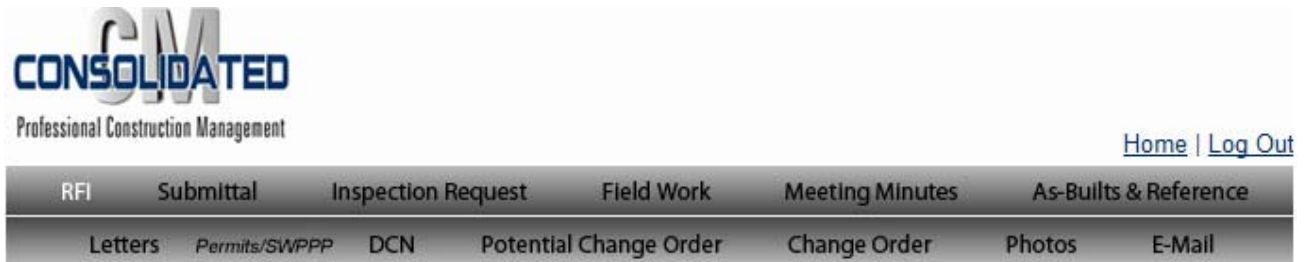 CM
CONSOLIDATED
Professional Construction Management
Home | Log Out
RFI Submittal Inspection Request Field Work Meeting Minutes As-Builts & Reference
Letters Permits/SWPPP DCN Potential Change Order Change Order Photos E-Mail